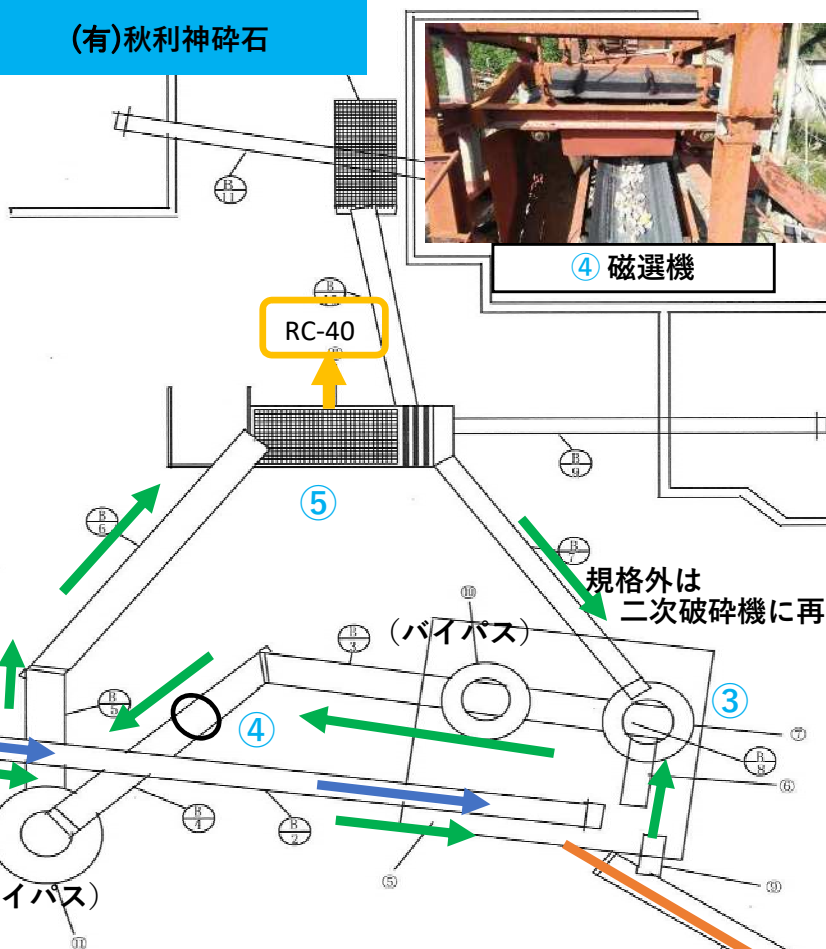 (有)秋利神砕石
B 11
④ 磁選機
RC-40
B 9
⑤
B 6
B 7
規格外は
二次破砕機に再
⑩
(バイパス)
B 3
③
B 5
④
⑦
B 8
⑥
B 4
B 2
⑤
⑨
イパス)
⑪